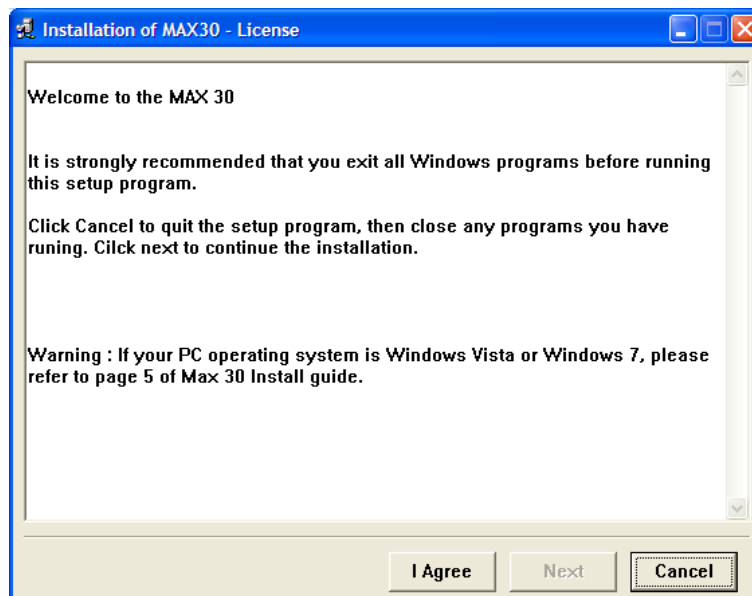 Installation of MAX30 - License
Welcome to the MAX 30
It is strongly recommended that you exit all Windows programs before running
this setup program.
Click Cancel to quit the setup program, then close any programs you have
runing. Cilck next to continue the installation.
Warning : If your PC operating system is Windows Vista or Windows 7, please
refer to page 5 of Max 30 Install guide.
I Agree Next Cancel